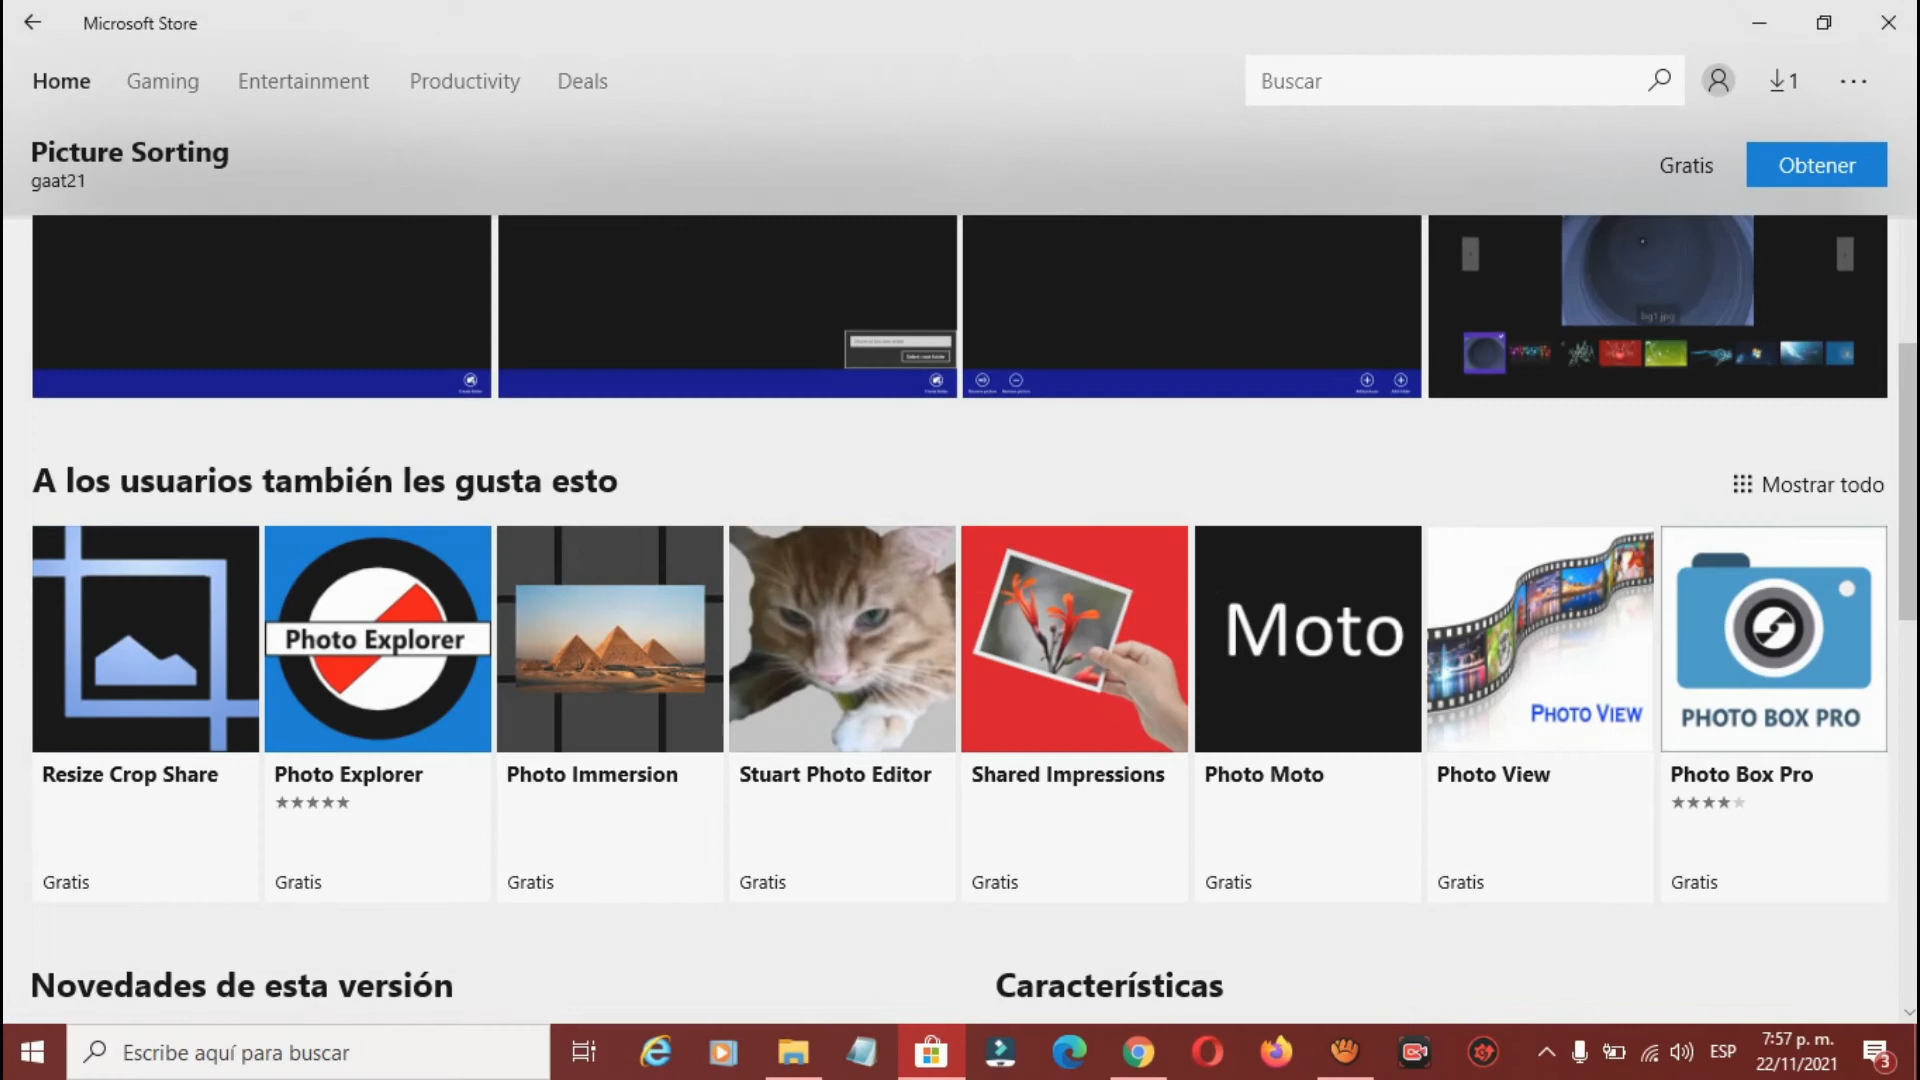 Microsoft Store
Home Gaming Entertainment Productivity Deals
Buscar
1
Picture Sorting
gaat21
Gratis
Obtener
bg1.jpg
A los usuarios también les gusta esto
Mostrar todo
Photo Explorer
Moto
PHOTO VIEW
PHOTO BOX PRO
Resize Crop Share
Photo Explorer
Photo Immersion
Stuart Photo Editor
Shared Impressions
Photo Moto
Photo View
Photo Box Pro
Gratis
Gratis
Gratis
Gratis
Gratis
Gratis
Gratis
Gratis
Novedades de esta versión
Características
Escribe aquí para buscar
ESP
7:57 p. m.
22/11/2021
3